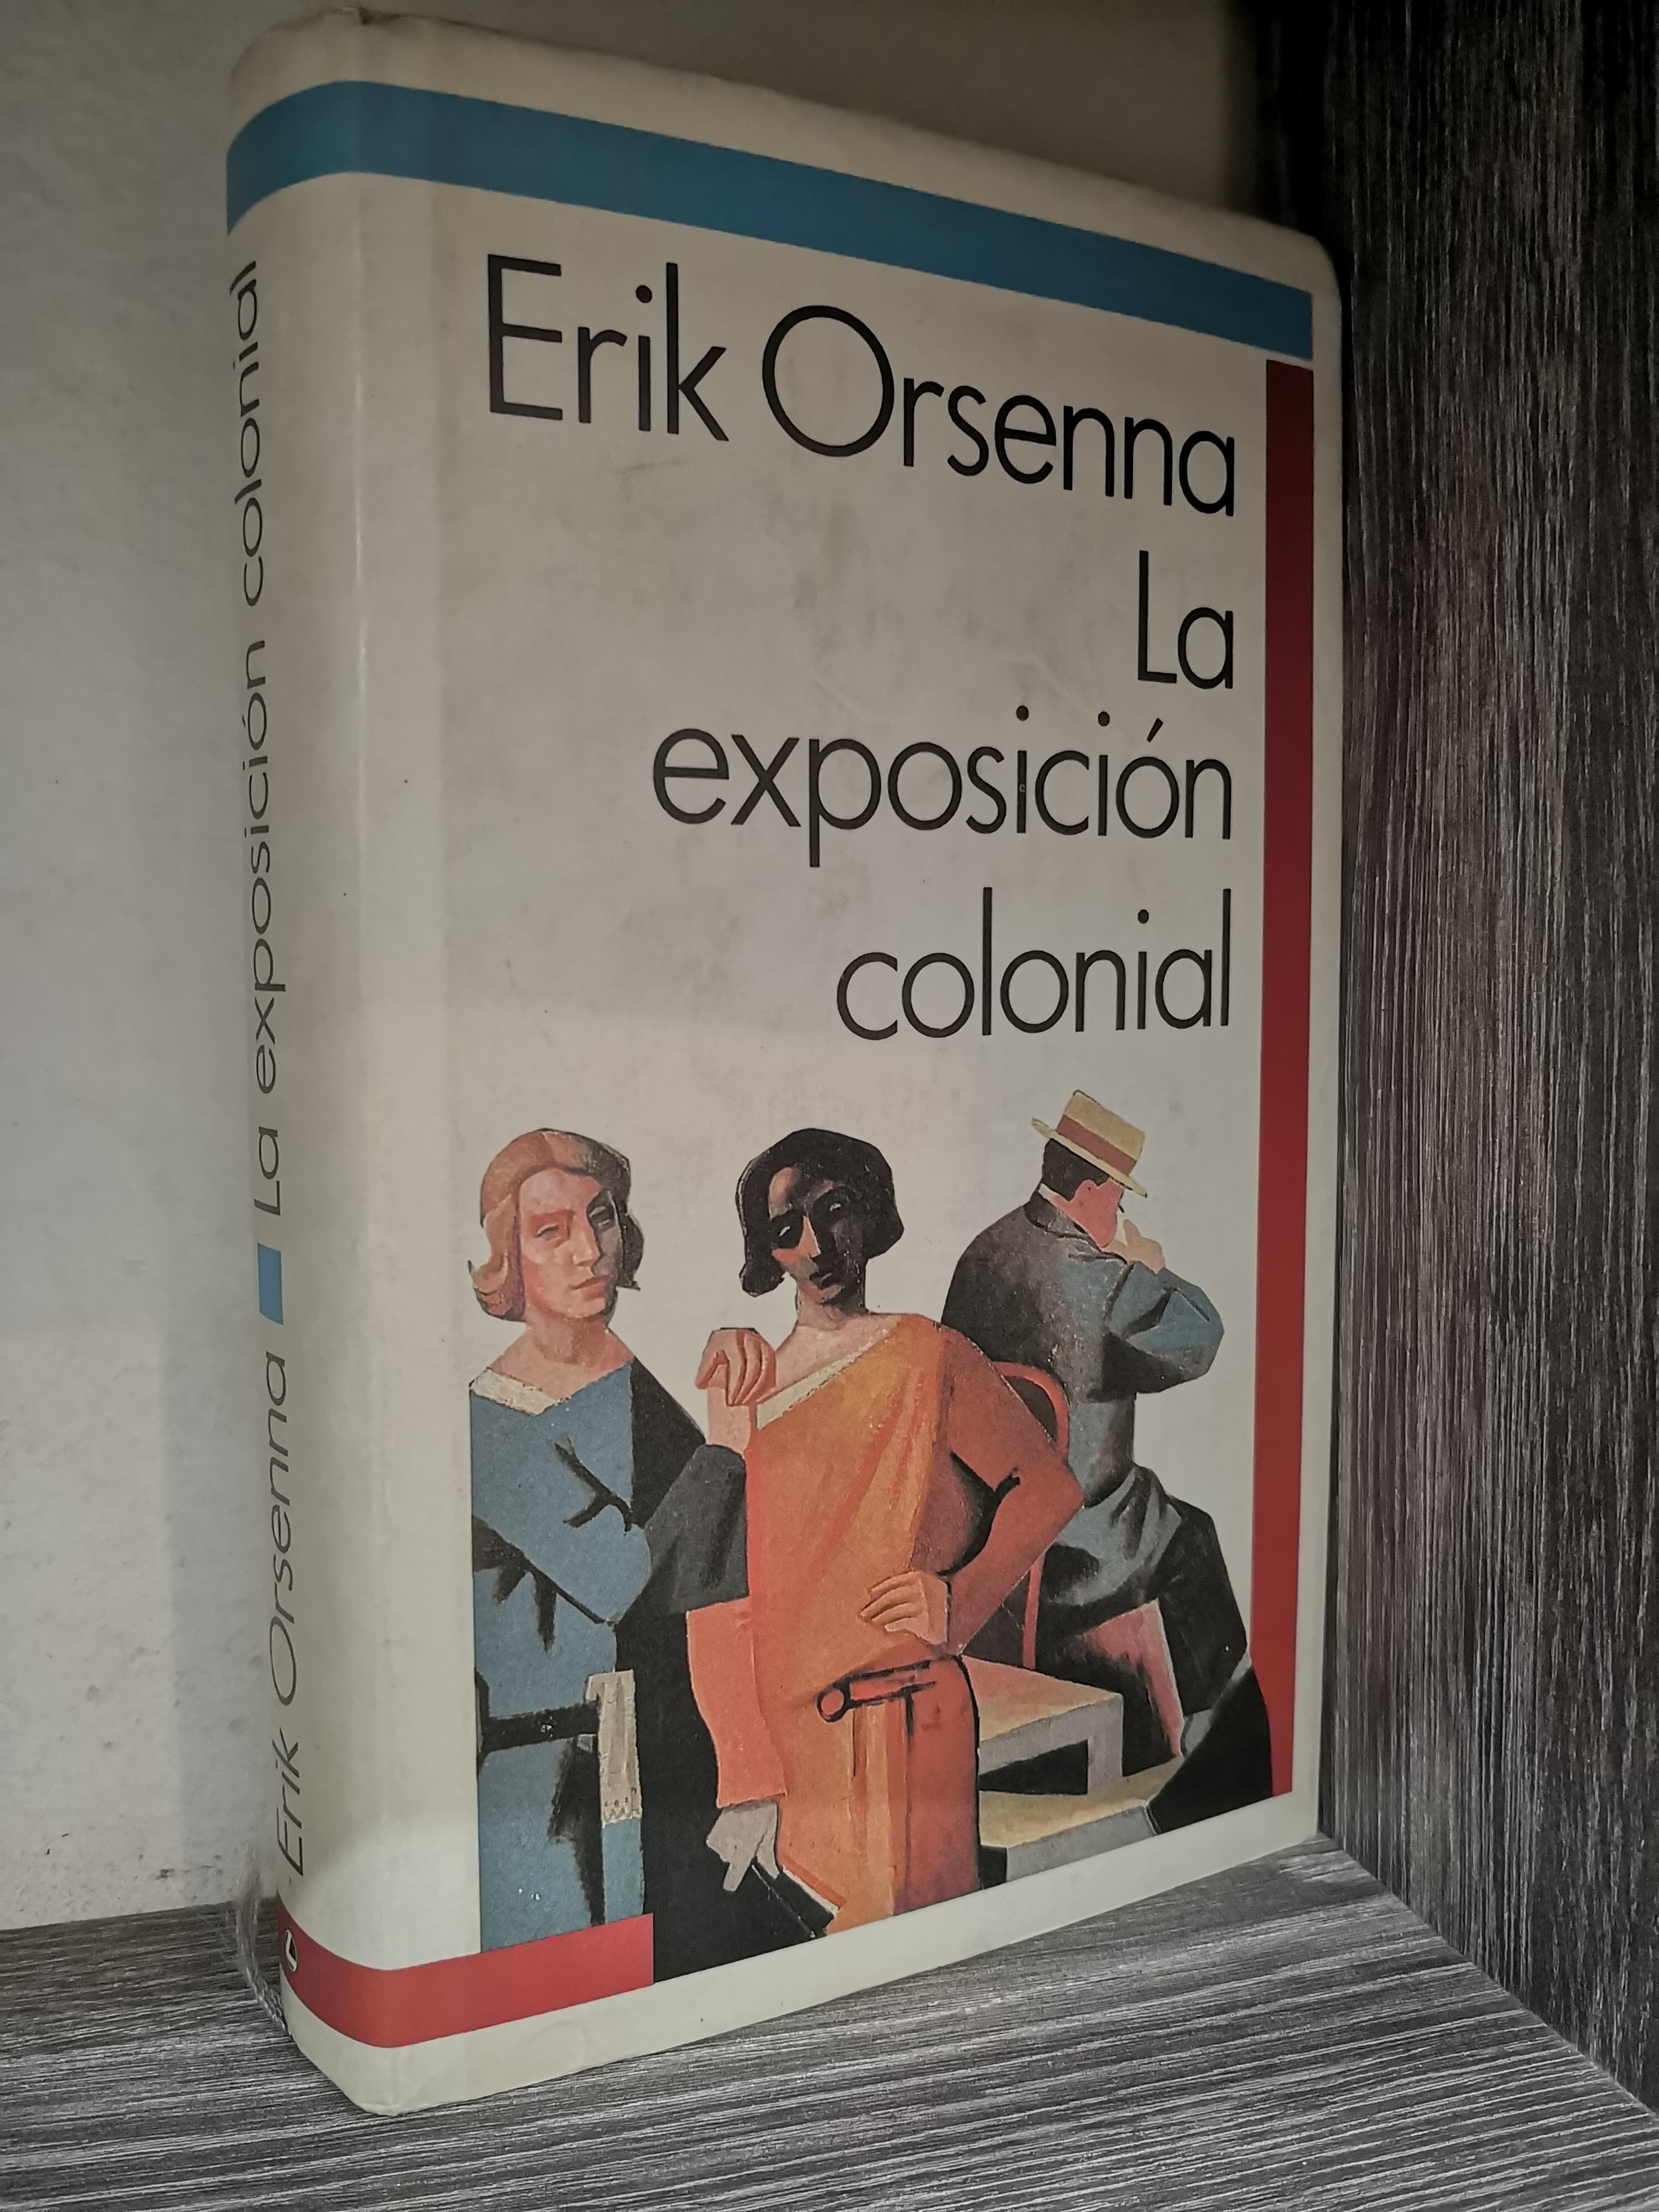 Erik Orsenna
La
exposición
colonial
Erik Orsenna La exposición colonial